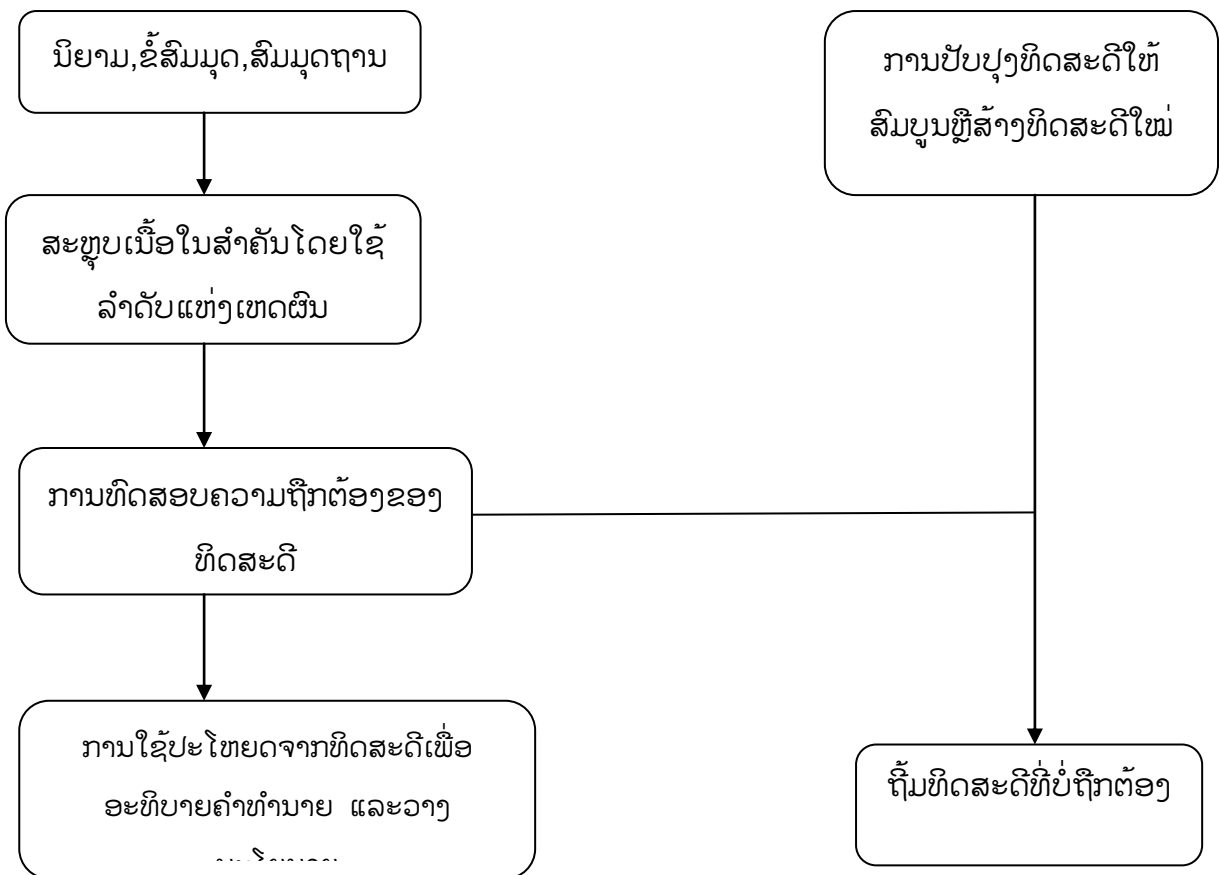 ນິຍາມ,ຂໍ້ສົມມຸດ,ສົມມຸດຖານ
ສະຫຼຸບເນື້ອໃນສຳຄັນໂດຍໃຊ້
ລຳດັບແຫ່ງເຫດຜົນ
ການທົດສອບຄວາມຖືກຕ້ອງຂອງ
ທິດສະດີ
ການໃຊ້ປະໂຫຍດຈາກທິດສະດີເພື່ອ
ອະທິບາຍຄຳທຳນາຍ ແລະວາງ
ການປັບປຸງທິດສະດີໃຫ້
ສົມບູນຫຼືສ້າງທິດສະດີໃໝ່
ຖິ້ມທິດສະດີທີ່ບໍ່ຖືກຕ້ອງ